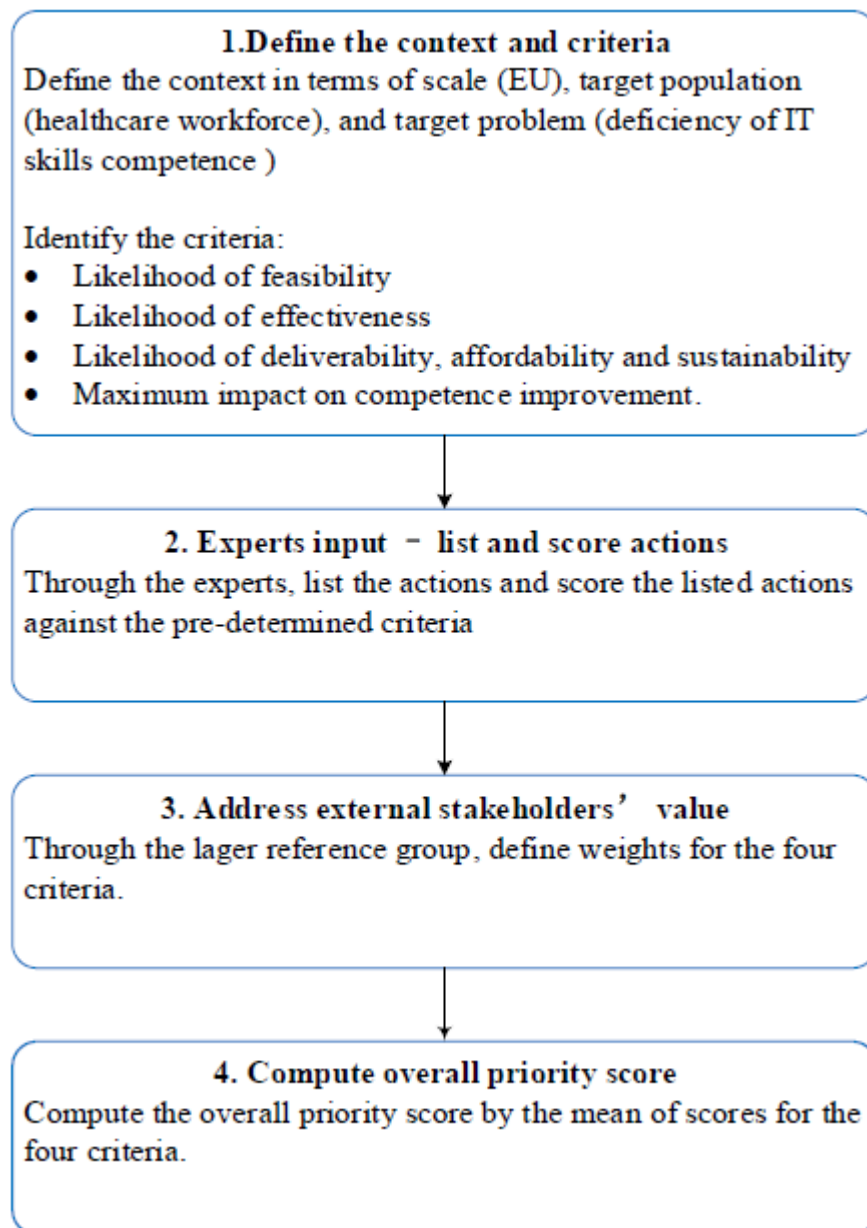 1.Define the context and criteria
Define the context in terms of scale (EU), target population
(healthcare workforce), and target problem (deficiency of IT
skills competence )
Identify the criteria:
• Likelihood of feasibility
• Likelihood of effectiveness
• Likelihood of deliverability, affordability and sustainability
• Maximum impact on competence improvement.
2. Experts input – list and score actions
Through the experts, list the actions and score the listed actions
against the pre-determined criteria
3. Address external stakeholders’ value
Through the lager reference group, define weights for the four
criteria.
4. Compute overall priority score
Compute the overall priority score by the mean of scores for the
four criteria.